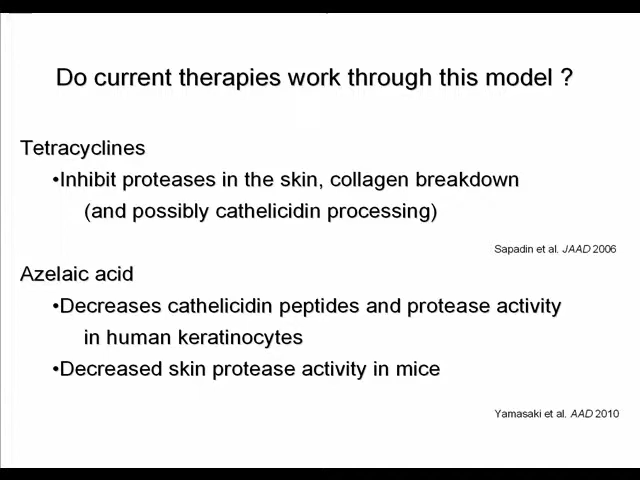 Do current therapies work through this model ?
Tetracyclines
•Inhibit proteases in the skin, collagen breakdown
(and possibly cathelicidin processing)
Sapadin et al. JAAD 2006
Azelaic acid
•Decreases cathelicidin peptides and protease activity
in human keratinocytes
•Decreased skin protease activity in mice
Yamasaki et al. AAD 2010